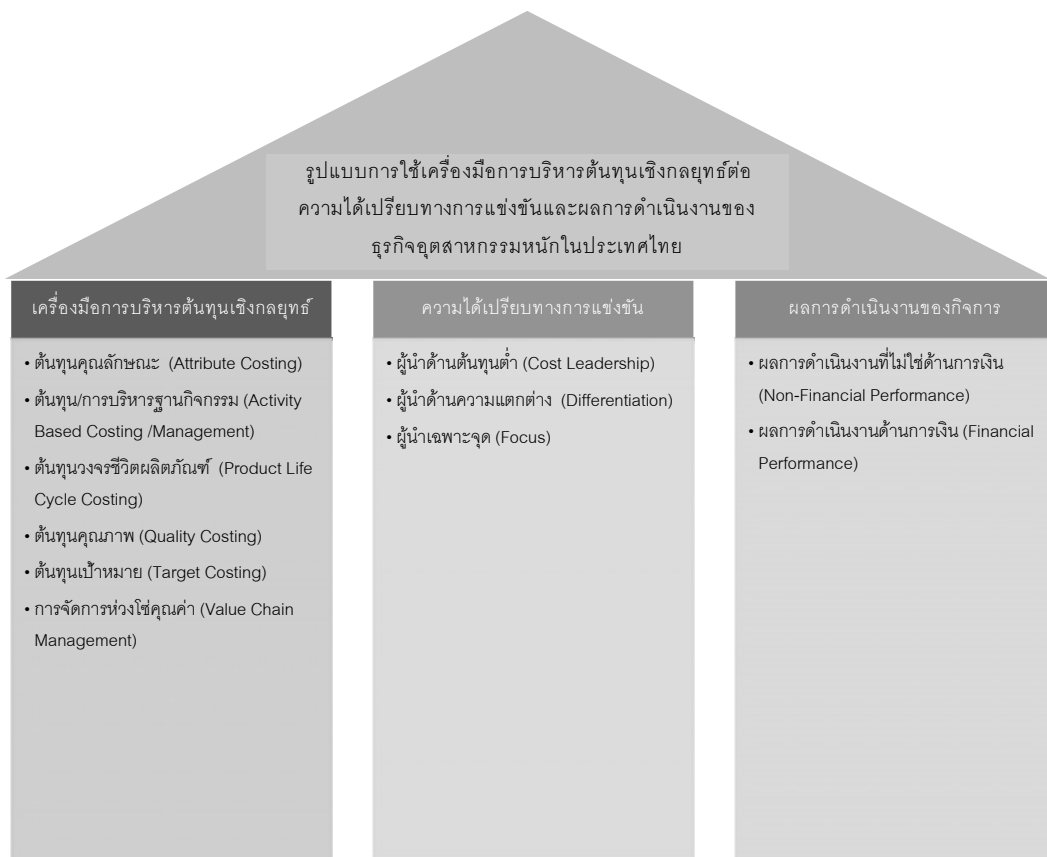 รูปแบบการใช้เครื่องมือการบริหารต้นทุนเชิงกลยุทธ์ต่อ
ความได้เปรียบทางการแข่งขันและผลการดำเนินงานของ
ธุรกิจอุตสาหกรรมหนักในประเทศไทย
เครื่องมือการบริหารต้นทุนเชิงกลยุทธ์
• ต้นทุนคุณลักษณะ (Attribute Costing)
• ต้นทุน/การบริหารฐานกิจกรรม (Activity
Based Costing /Management)
• ต้นทุนวงจรชีวิตผลิตภัณฑ์ (Product Life
Cycle Costing)
• ต้นทุนคุณภาพ (Quality Costing)
• ต้นทุนเป้าหมาย (Target Costing)
• การจัดการห่วงโซ่คุณค่า (Value Chain
Management)
ความได้เปรียบทางการแข่งขัน
• ผู้นำด้านต้นทุนต่ำ (Cost Leadership)
• ผู้นำด้านความแตกต่าง (Differentiation)
• ผู้นำเฉพาะจุด (Focus)
ผลการดำเนินงานของกิจการ
• ผลการดำเนินงานที่ไม่ใช่ด้านการเงิน
(Non-Financial Performance)
• ผลการดำเนินงานด้านการเงิน (Financial
Performance)